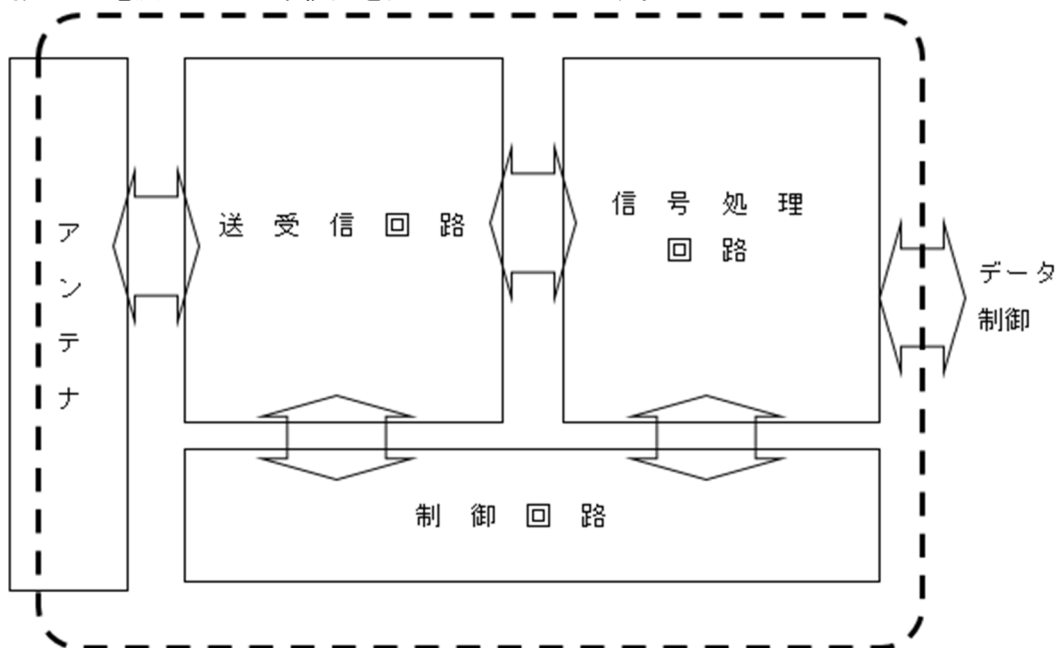 アンテナ
送受信回路
信号処理
回路
データ
制御
制御回路